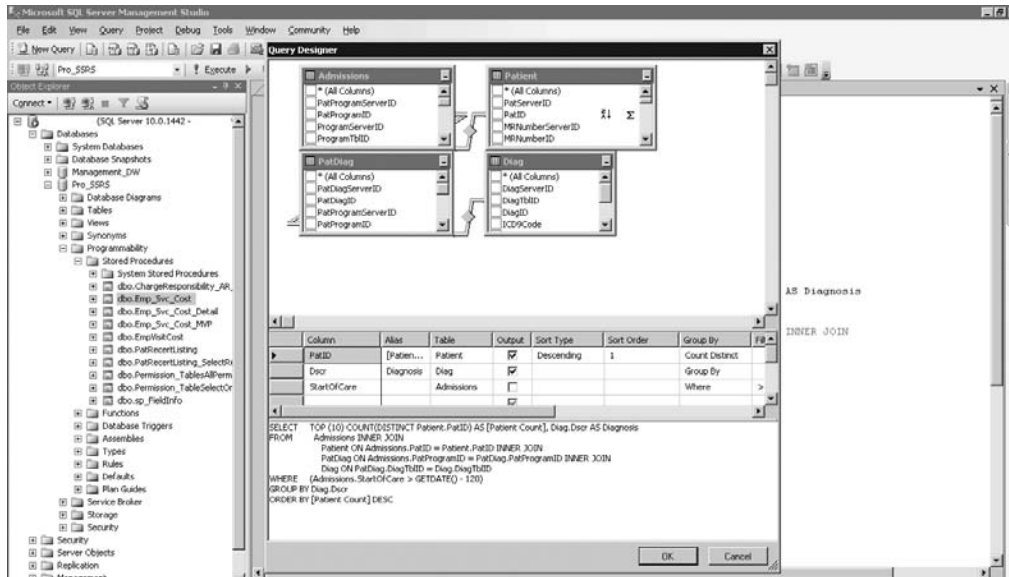 Microsoft SQL Server Management Studio
File Edit View Query Project Debug Tools Window Community Help
New Query
Pro_SSRS Execute
Object Explorer
Connect
(SQL Server 10.0.1442 -
Databases
System Databases
Database Snapshots
Management_DW
Pro_SSRS
Database Diagrams
Tables
Views
Synonyms
Programmability
Stored Procedures
System Stored Procedures
dbo.ChargeResponsibility_AR_
dbo.Emp_Svc_Cost
dbo.Emp_Svc_Cost_Detail
dbo.Emp_Svc_Cost_MVP
dbo.EmpVisitCost
dbo.PatRecertListing
dbo.PatRecertListing_SelectRe
dbo.Permission_TablesAllPerm
dbo.Permission_TableSelectOr
dbo.sp_FieldInfo
Functions
Database Triggers
Assemblies
Types
Rules
Defaults
Plan Guides
Service Broker
Storage
Security
Security
Server Objects
Replication
Management
Query Designer
Admissions
* (All Columns)
PatProgramServerID
PatProgramID
ProgramServerID
ProgramTblID
Patient
* (All Columns)
PatServerID
PatID
MRNumberServerID
MRNumberID
PatDiag
* (All Columns)
PatDiagServerID
PatDiagID
PatProgramServerID
PatProgramID
Diag
* (All Columns)
DiagServerID
DiagTblID
DiagID
ICD9Code
Column Alias Table Output Sort Type Sort Order Group By Fil
PatID [Patien... Patient Descending 1 Count Distinct
Dscr Diagnosis Diag Group By
StartOfCare Admissions Where >
SELECT TOP (10) COUNT(DISTINCT Patient.PatID) AS [Patient Count], Diag.Dscr AS Diagnosis
FROM Admissions INNER JOIN
Patient ON Admissions.PatID = Patient.PatID INNER JOIN
PatDiag ON Admissions.PatProgramID = PatDiag.PatProgramID INNER JOIN
Diag ON PatDiag.DiagTblID = Diag.DiagTblID
WHERE (Admissions.StartOfCare > GETDATE() - 120)
GROUP BY Diag.Dscr
ORDER BY [Patient Count] DESC
OK Cancel
AS Diagnosis
INNER JOIN